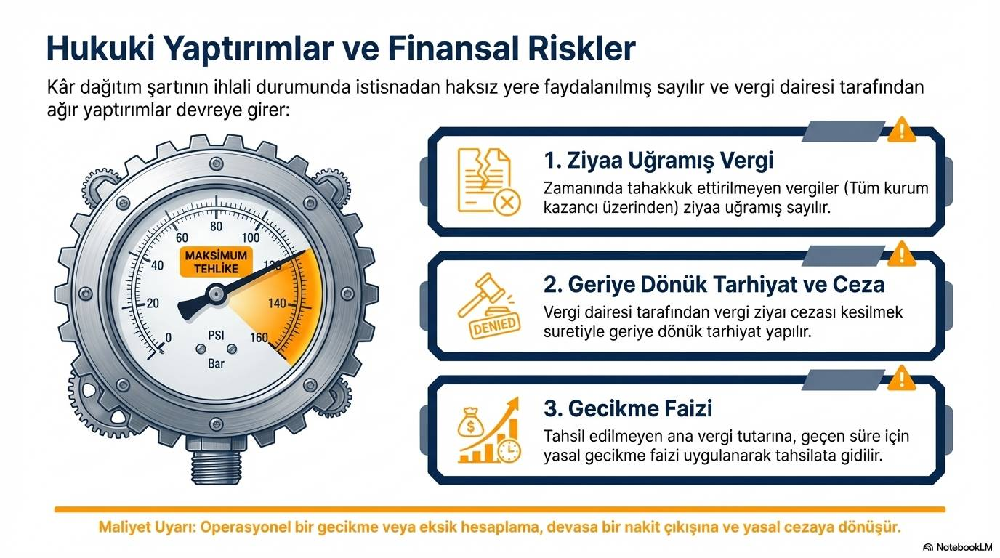 Hukuki Yaptırımlar ve Finansal Riskler
Kâr dağıtım şartının ihlali durumunda istisnadan haksız yere faydalanılmış sayılır ve vergi dairesi tarafından
ağır yaptırımlar devreye girer:
0
20
40
60
80
100
120
140
160
MAKSİMUM
TEHLİKE
PSI
Bar
1. Ziyaa Uğramış Vergi
Zamanında tahakkuk ettirilmeyen vergiler (Tüm kurum
kazancı üzerinden) ziyaa uğramış sayılır.
DENIED
2. Geriye Dönük Tarhiyat ve Ceza
Vergi dairesi tarafından vergi ziyaı cezası kesilmek
suretiyle geriye dönük tarhiyat yapılır.
$
3. Gecikme Faizi
Tahsil edilmeyen ana vergi tutarına, geçen süre için
yasal gecikme faizi uygulanarak tahsilata gidilir.
Maliyet Uyarı: Operasyonel bir gecikme veya eksik hesaplama, devasa bir nakit çıkışına ve yasal cezaya dönüşür.
NotebookLM